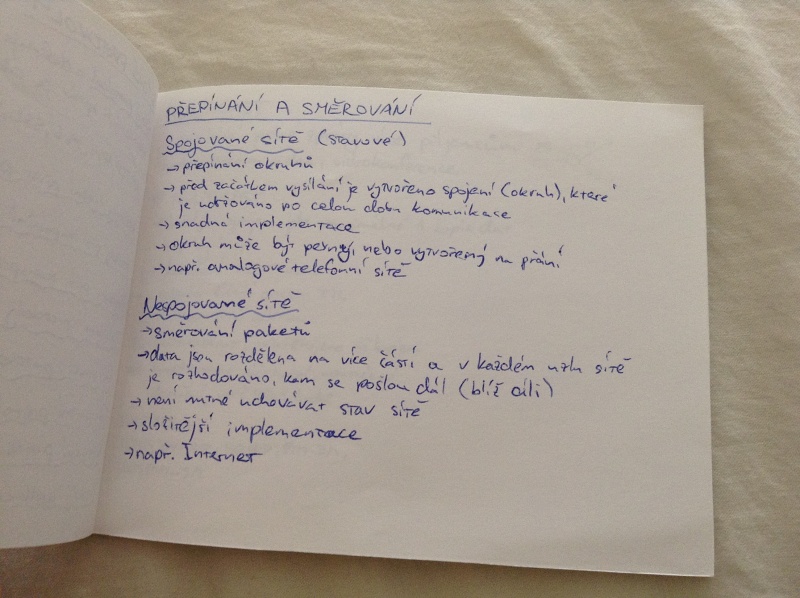 PŘEPÍNÁNÍ A SMĚROVÁNÍ
Spojované sítě (stavové)
→ přepínání okruhů
→ před začátkem vysílání je vytvořeno spojení (okruh), které
je udržováno po celou dobu komunikace
→ snadná implementace
→ okruh může být pevný, nebo vytvořený na přání
→ např. analogové telefonní sítě
Nespojované sítě
→ směrování paketů
→ data jsou rozdělena na více částí a v každém uzlu sítě
je rozhodováno, kam se pošlou dál (blíž cíli)
→ není nutné uchovávat stav sítě
→ složitější implementace
→ např. Internet